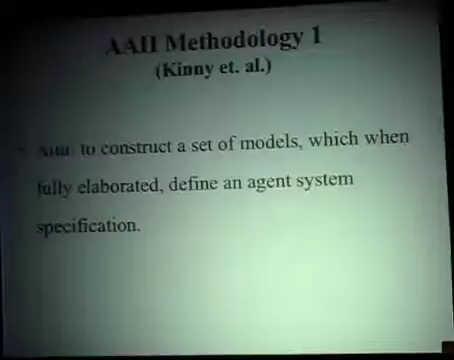 AAII Methodology 1
(Kinny et. al.)
Aim: to construct a set of models, which when
fully elaborated, define an agent system
specification.